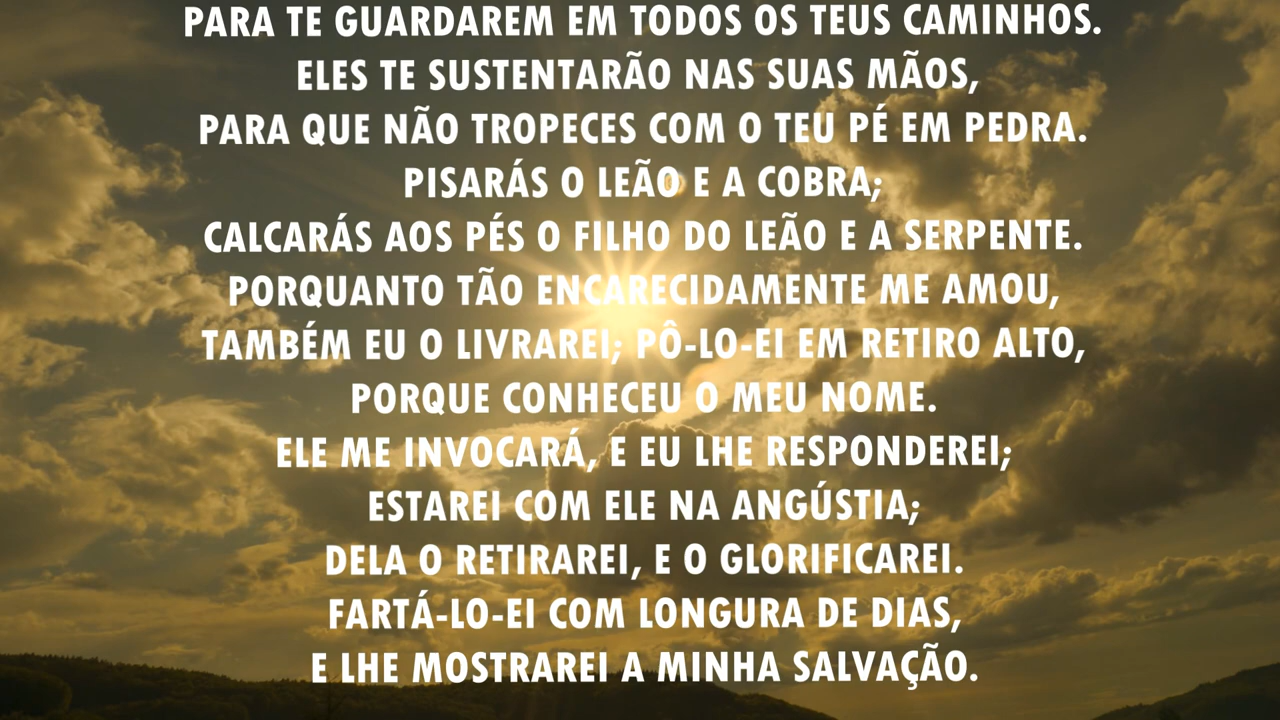 PARA TE GUARDAREM EM TODOS OS TEUS CAMINHOS.
ELES TE SUSTENTARÃO NAS SUAS MÃOS,
PARA QUE NÃO TROPECES COM O TEU PÉ EM PEDRA.
PISARÁS O LEÃO E A COBRA;
CALCARÁS AOS PÉS O FILHO DO LEÃO E A SERPENTE.
PORQUANTO TÃO ENCARECIDAMENTE ME AMOU,
TAMBÉM EU O LIVRAREI; PÔ-LO-EI EM RETIRO ALTO,
PORQUE CONHECEU O MEU NOME.
ELE ME INVOCARÁ, E EU LHE RESPONDEREI;
ESTAREI COM ELE NA ANGÚSTIA;
DELA O RETIRAREI, E O GLORIFICAREI.
FARTÁ-LO-EI COM LONGURA DE DIAS,
E LHE MOSTRAREI A MINHA SALVAÇÃO.